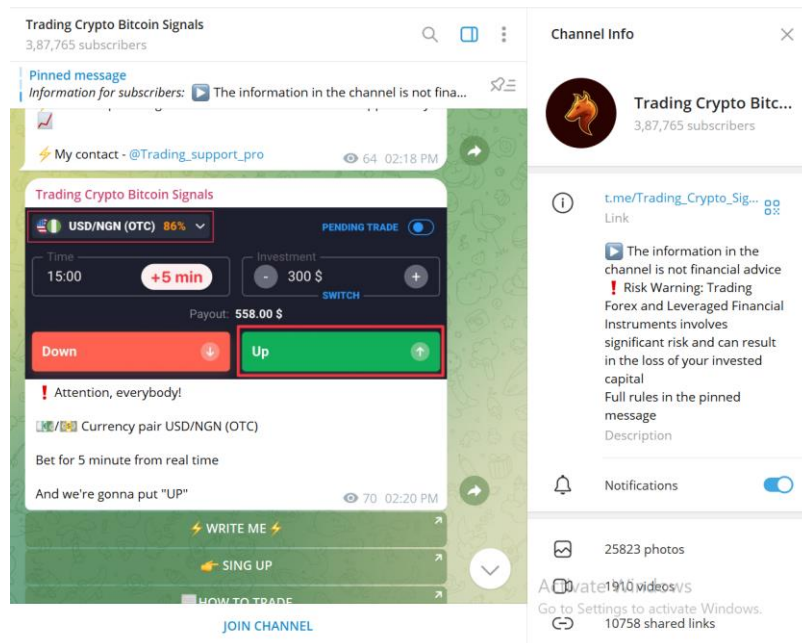 Trading Crypto Bitcoin Signals
3,87,765 subscribers
Pinned message
Information for subscribers: ▶ The information in the channel is not fina...
⚡ My contact - @Trading_support_pro
64 02:18 PM
Trading Crypto Bitcoin Signals
USD/NGN (OTC) 86%
PENDING TRADE
Time
15:00
+5 min
Investment
- 300 $ +
SWITCH
Payout: 558.00 $
Down
Up
❗ Attention, everybody!
💵/💴 Currency pair USD/NGN (OTC)
Bet for 5 minute from real time
And we're gonna put "UP"
70 02:20 PM
⚡ WRITE ME ⚡
👉 SING UP
HOW TO TRADE
JOIN CHANNEL
Channel Info
Trading Crypto Bitc...
3,87,765 subscribers
t.me/Trading_Crypto_Sig...
Link
▶ The information in the
channel is not financial advice
❗ Risk Warning: Trading
Forex and Leveraged Financial
Instruments involves
significant risk and can result
in the loss of your invested
capital
Full rules in the pinned
message
Description
Notifications
25823 photos
1910 videos
Activate Windows
Go to Settings to activate Windows.
10758 shared links